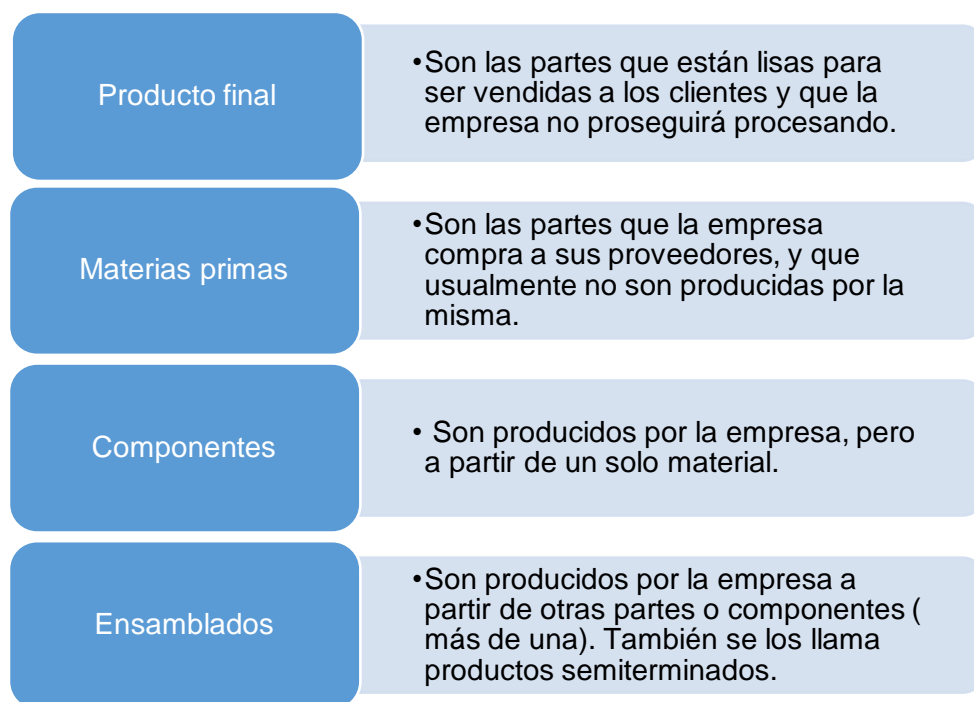 Producto final
•Son las partes que están lisas para
ser vendidas a los clientes y que la
empresa no proseguirá procesando.
Materias primas
•Son las partes que la empresa
compra a sus proveedores, y que
usualmente no son producidas por la
misma.
Componentes
• Son producidos por la empresa, pero
a partir de un solo material.
Ensamblados
•Son producidos por la empresa a
partir de otras partes o componentes (
más de una). También se los llama
productos semiterminados.